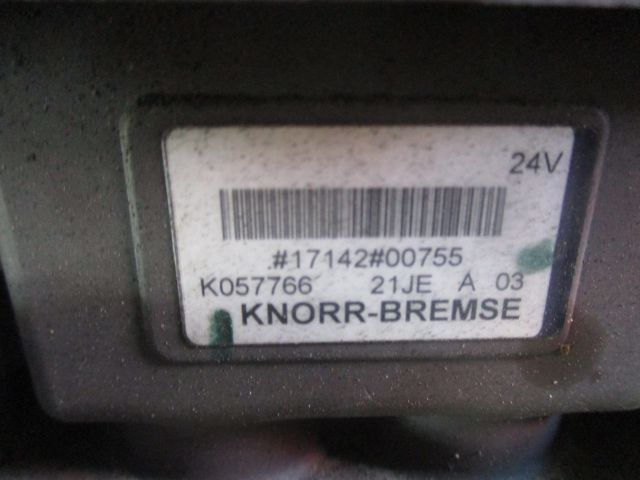 24V
#17142#00755
K057766 21JE A 03
KNORR-BREMSE